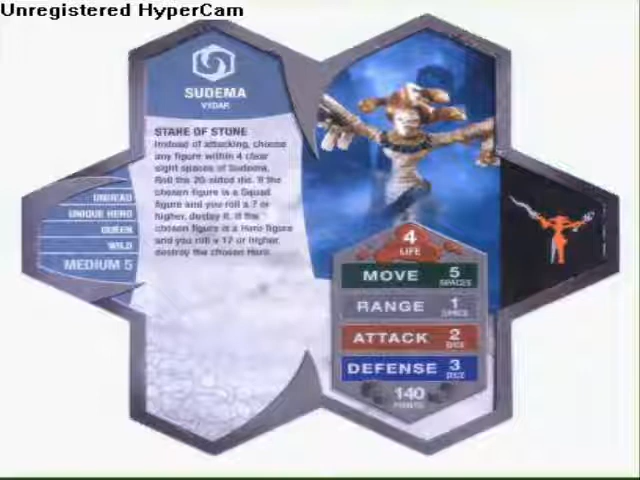 Unregistered HyperCam
SUDEMA
VYDAR
STARE OF STONE
Instead of attacking, choose
any figure within 4 clear
sight spaces of Sudema.
Roll the 20-sided die. If the
chosen figure is a Squad
figure and you roll a 7 or
higher, destroy it. If the
chosen figure is a Hero figure
and you roll a 17 or higher,
destroy the chosen Hero.
UNDEAD
UNIQUE HERO
QUEEN
WILD
MEDIUM 5
4
LIFE
MOVE 5
SPACES
RANGE 1
SPACE
ATTACK 2
DICE
DEFENSE 3
DICE
140
POINTS